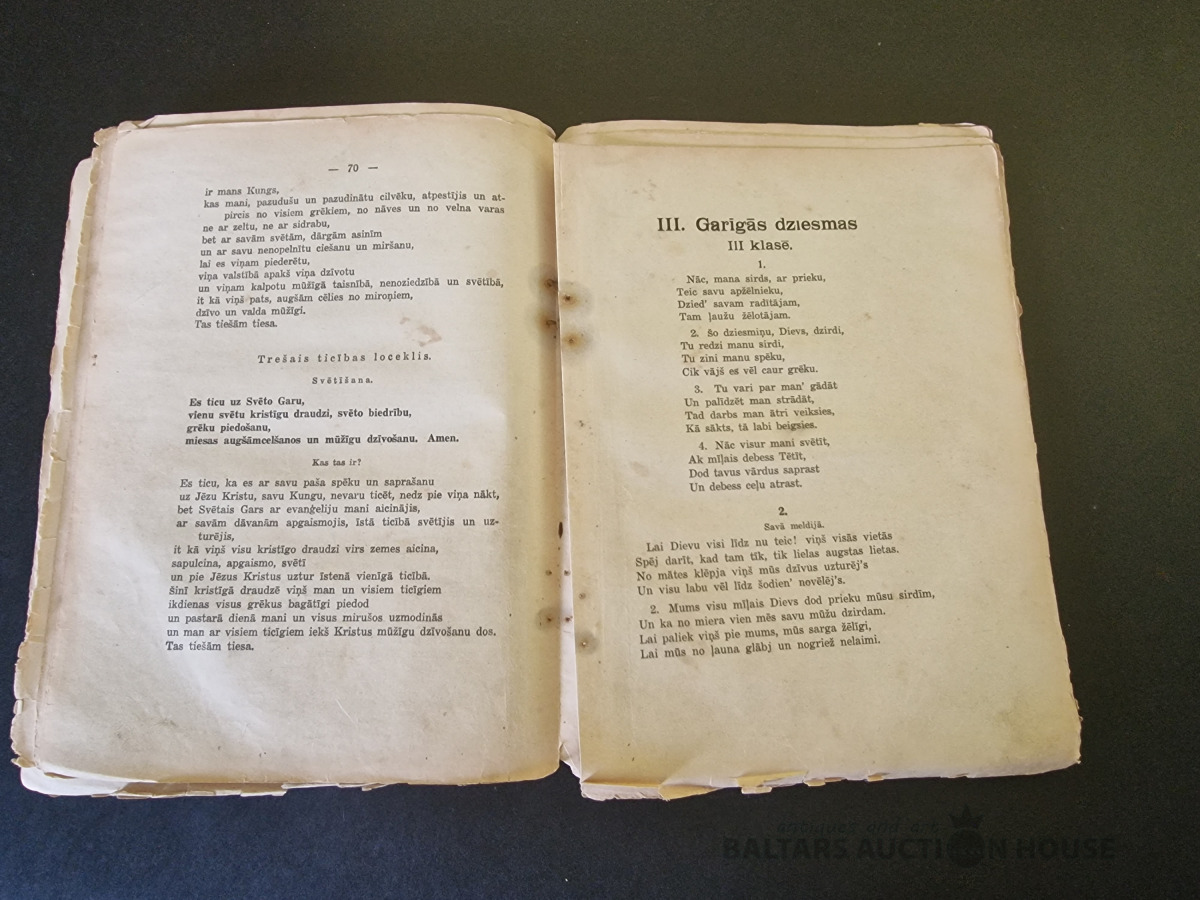 — 70 —
ir mans Kungs,
kas mani, pazudušu un pazudinātu cilvēku, atpestījis un at-
pircis no visiem grēkiem, no nāves un no velna varas
ne ar zeltu, ne ar sidrabu,
bet ar savām svētām, dārgām asinīm
un ar savu nenopelnītu ciešanu un miršanu,
lai es viņam piederētu,
viņa valstībā apakš viņa dzīvotu
un viņam kalpotu mūžīgā taisnībā, nenoziedzībā un svētībā,
it kā viņš pats, augšām cēlies no miroņiem,
dzīvo un valda mūžīgi.
Tas tiešām tiesa.
Trešais ticības loceklis.
Svētīšana.
Es ticu uz Svēto Garu,
vienu svētu kristīgu draudzi, svēto biedrību,
grēku piedošanu,
miesas augšāmcelšanos un mūžīgu dzīvošanu. Amen.
Kas tas ir?
Es ticu, ka es ar savu paša spēku un saprašanu
uz Jēzu Kristu, savu Kungu, nevaru ticēt, nedz pie viņa nākt,
bet Svētais Gars ar evaņģeliju mani aicinājis,
ar savām dāvanām apgaismojis, īstā ticībā svētījis un uz-
turējis,
it kā viņš visu kristīgo draudzi virs zemes aicina,
sapulcina, apgaismo, svētī
un pie Jēzus Kristus uztur īstenā vienīgā ticībā.
Šinī kristīgā draudzē viņš man un visiem ticīgiem
ikdienas visus grēkus bagātīgi piedod
un pastarā dienā mani un visus mirušos uzmodinās
un man ar visiem ticīgiem iekš Kristus mūžīgu dzīvošanu dos.
Tas tiešām tiesa.
III. Garīgās dziesmas
III klasē.
1.
Nāc, mana sirds, ar prieku,
Teic savu apžēlnieku,
Dzied' savam radītājam,
Tam ļaužu žēlotājam.
2. Šo dziesmiņu, Dievs, dzirdi,
Tu redzi manu sirdi,
Tu zini manu spēku,
Cik vājš es vēl caur grēku.
3. Tu vari par man' gādāt
Un palīdzēt man strādāt,
Tad darbs man ātri veiksies,
Kā sākts, tā labi beigsies.
4. Nāc visur mani svētīt,
Ak mīļais debess Tētīt,
Dod tavus vārdus saprast
Un debess ceļu atrast.
2.
Savā meldijā.
Lai Dievu visi līdz nu teic! viņš visās vietās
Spēj darīt, kad tam tīk, tik lielas augstas lietas.
No mātes klēpja viņš mūs dzīvus uzturēj's
Un visu labu vēl līdz šodien' novēlēj's.
2. Mums visu mīļais Dievs dod prieku mūsu sirdīm,
Un ka no miera vien mēs savu mūžu dzirdam.
Lai paliek viņš pie mums, mūs sarga žēlīgi,
Lai mūs no ļauna glābj un nogriež nelaimi.
antiques and art
BALTARS AUCTION HOUSE